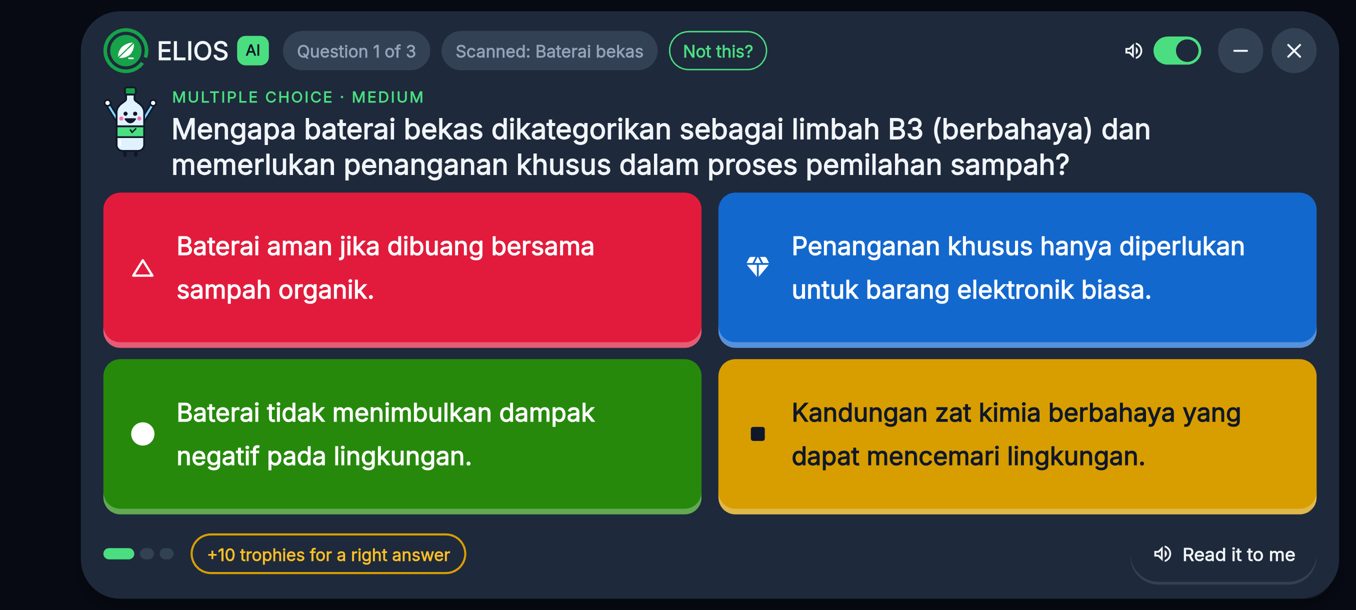 ELIOS AI Question 1 of 3 Scanned: Baterai bekas Not this?
MULTIPLE CHOICE · MEDIUM
Mengapa baterai bekas dikategorikan sebagai limbah B3 (berbahaya) dan
memerlukan penanganan khusus dalam proses pemilahan sampah?
Baterai aman jika dibuang bersama
sampah organik.
Penanganan khusus hanya diperlukan
untuk barang elektronik biasa.
Baterai tidak menimbulkan dampak
negatif pada lingkungan.
Kandungan zat kimia berbahaya yang
dapat mencemari lingkungan.
+10 trophies for a right answer
Read it to me